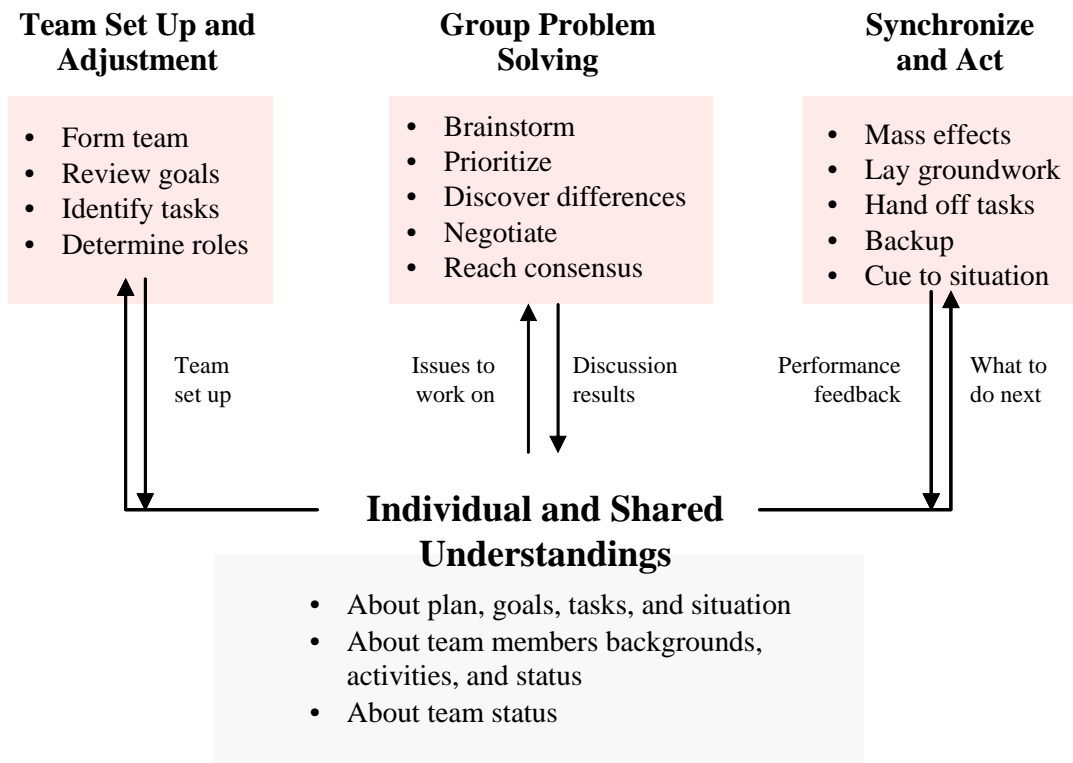 Team Set Up and
Adjustment
• Form team
• Review goals
• Identify tasks
• Determine roles
Group Problem
Solving
• Brainstorm
• Prioritize
• Discover differences
• Negotiate
• Reach consensus
Synchronize
and Act
• Mass effects
• Lay groundwork
• Hand off tasks
• Backup
• Cue to situation
Team
set up
Issues to
work on
Discussion
results
Performance
feedback
What to
do next
Individual and Shared
Understandings
• About plan, goals, tasks, and situation
• About team members backgrounds,
activities, and status
• About team status